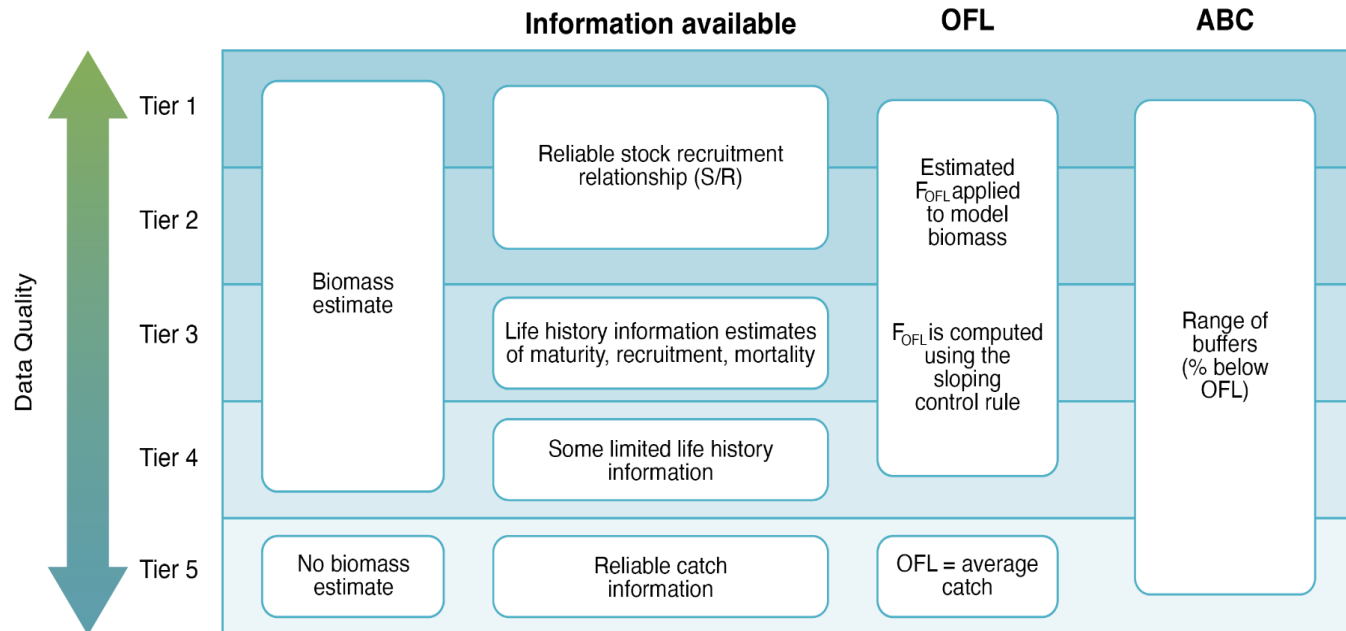 Information available
OFL
ABC
Data Quality
Tier 1
Tier 2
Tier 3
Tier 4
Tier 5
Biomass
estimate
No biomass
estimate
Reliable stock recruitment
relationship (S/R)
Life history information estimates
of maturity, recruitment, mortality
Some limited life history
information
Reliable catch
information
Estimated
FOFL applied
to model
biomass
FOFL is computed
using the
sloping
control rule
OFL = average
catch
Range of
buffers
(% below
OFL)